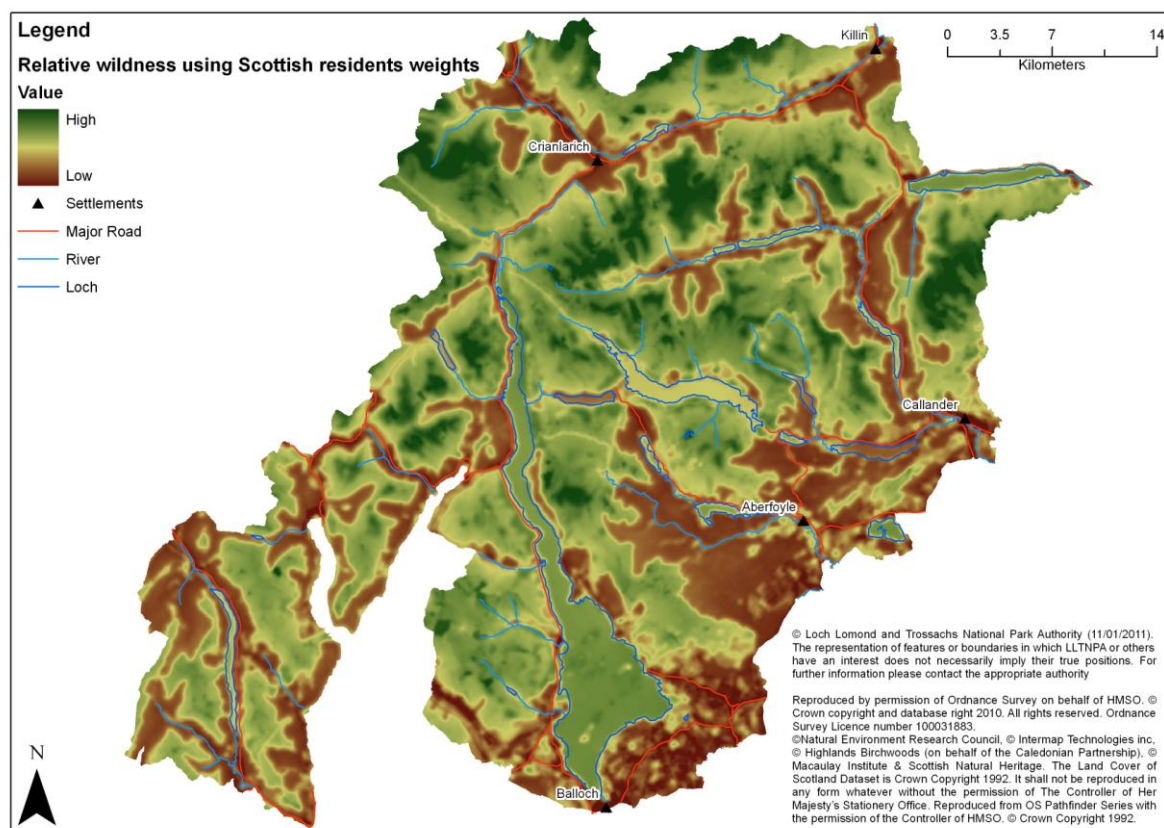 Legend
Relative wildness using Scottish residents weights
Value
High
Low
Settlements
Major Road
River
Loch
Killin
0 3.5 7 14
Kilometers
Crianlarich
Callander
Aberfoyle
Balloch
N
© Loch Lomond and Trossachs National Park Authority (11/01/2011).
The representation of features or boundaries in which LLTNPA or others
have an interest does not necessarily imply their true positions. For
further information please contact the appropriate authority
Reproduced by permission of Ordnance Survey on behalf of HMSO. ©
Crown copyright and database right 2010. All rights reserved. Ordnance
Survey Licence number 100031883.
©Natural Environment Research Council, © Intermap Technologies inc,
© Highlands Birchwoods (on behalf of the Caledonian Partnership), ©
Macaulay Institute & Scottish Natural Heritage. The Land Cover of
Scotland Dataset is Crown Copyright 1992. It shall not be reproduced in
any form whatever without the permission of The Controller of Her
Majesty's Stationery Office. Reproduced from OS Pathfinder Series with
the permission of the Controller of HMSO. © Crown Copyright 1992.